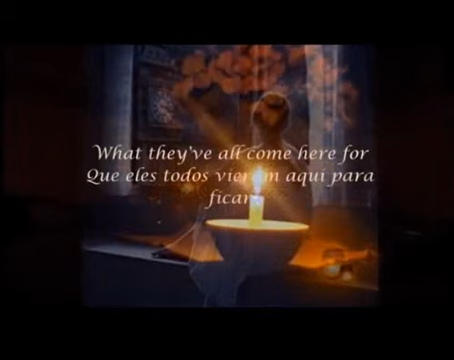 What they've all come here for
Que eles todos vieram aqui para
ficar